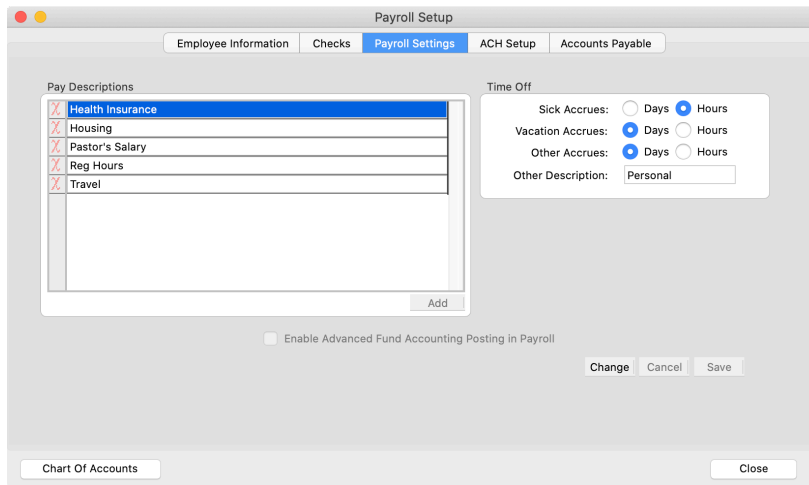 Payroll Setup
Employee Information
Checks
Payroll Settings
ACH Setup
Accounts Payable
Pay Descriptions
Health Insurance
Housing
Pastor's Salary
Reg Hours
Travel
Add
Time Off
Sick Accrues: Days Hours
Vacation Accrues: Days Hours
Other Accrues: Days Hours
Other Description: Personal
Enable Advanced Fund Accounting Posting in Payroll
Change Cancel Save
Chart Of Accounts
Close